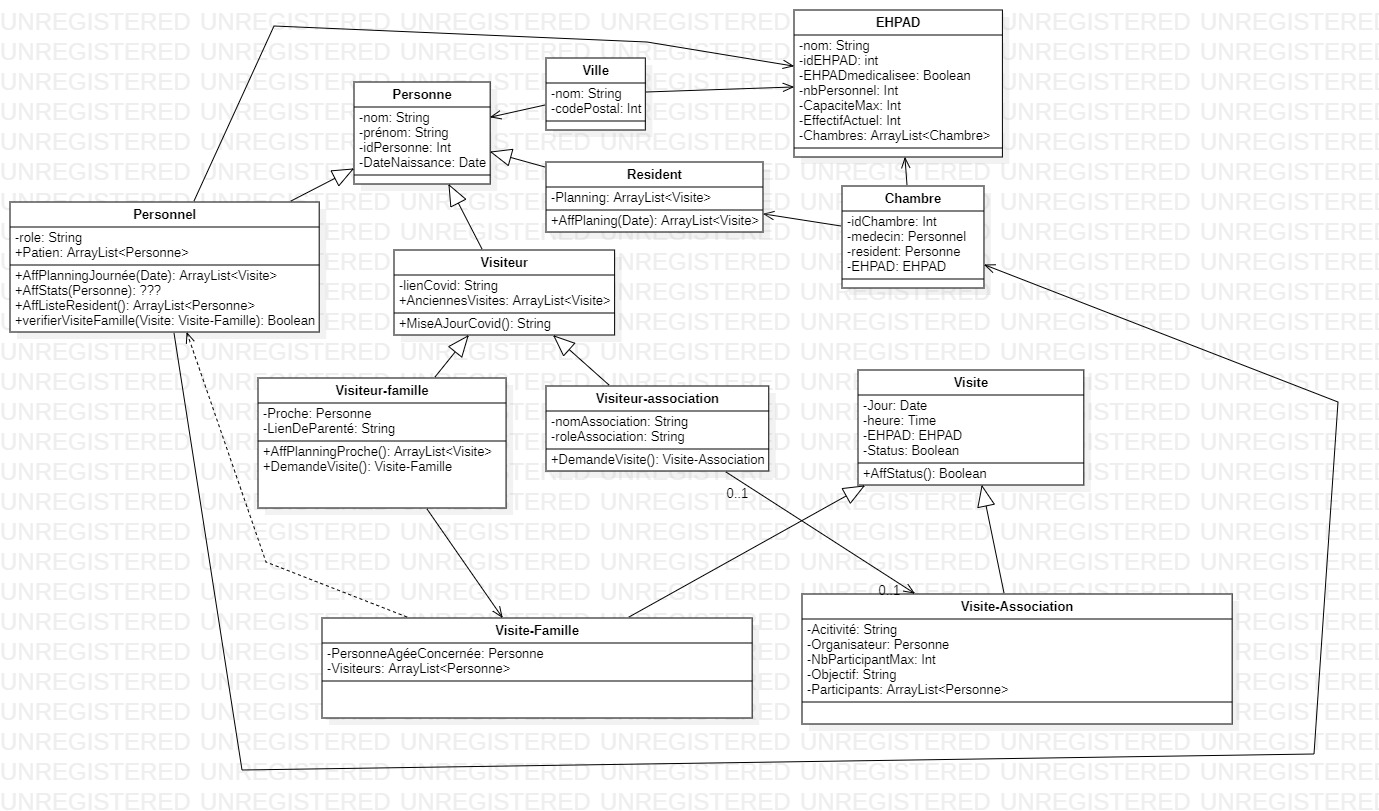 EHPAD
-nom: String
-idEHPAD: int
-EHPADmedicalisee: Boolean
-nbPersonnel: Int
-CapaciteMax: Int
-EffectifActuel: Int
-Chambres: ArrayList<Chambre>
Ville
-nom: String
-codePostal: Int
Personne
-nom: String
-prénom: String
-idPersonne: Int
-DateNaissance: Date
Resident
-Planning: ArrayList<Visite>
+AffPlaning(Date): ArrayList<Visite>
Chambre
-idChambre: Int
-medecin: Personnel
-resident: Personne
-EHPAD: EHPAD
Personnel
-role: String
+Patien: ArrayList<Personne>
+AffPlanningJournée(Date): ArrayList<Visite>
+AffStats(Personne): ???
+AffListeResident(): ArrayList<Personne>
+verifierVisiteFamille(Visite: Visite-Famille): Boolean
Visiteur
-lienCovid: String
+AnciennesVisites: ArrayList<Visite>
+MiseAJourCovid(): String
Visiteur-famille
-Proche: Personne
-LienDeParenté: String
+AffPlanningProche(): ArrayList<Visite>
+DemandeVisite(): Visite-Famille
Visiteur-association
-nomAssociation: String
-roleAssociation: String
+DemandeVisite(): Visite-Association
Visite
-Jour: Date
-heure: Time
-EHPAD: EHPAD
-Status: Boolean
+AffStatus(): Boolean
0..1
0..1
Visite-Famille
-PersonneAgéeConcernée: Personne
-Visiteurs: ArrayList<Personne>
Visite-Association
-Acitivité: String
-Organisateur: Personne
-NbParticipantMax: Int
-Objectif: String
-Participants: ArrayList<Personne>
UNREGISTERED